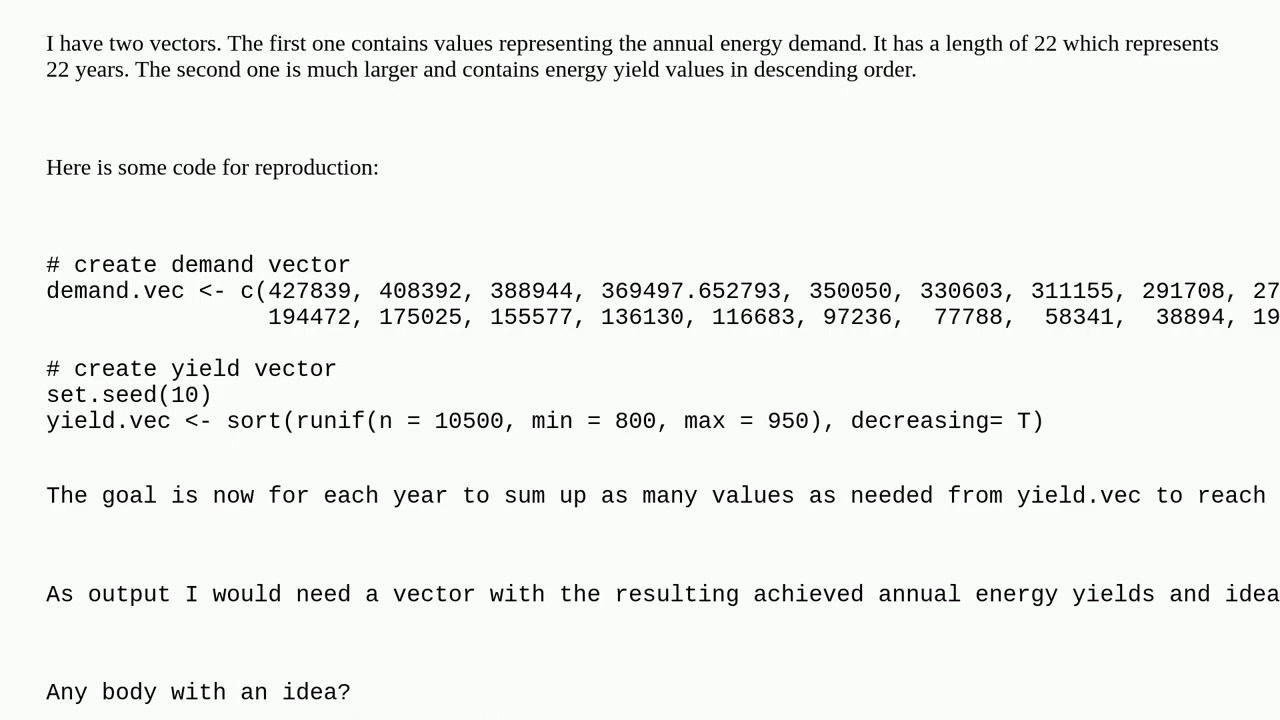 I have two vectors. The first one contains values representing the annual energy demand. It has a length of 22 which represents
22 years. The second one is much larger and contains energy yield values in descending order.
Here is some code for reproduction:
# create demand vector
demand.vec <- c(427839, 408392, 388944, 369497.652793, 350050, 330603, 311155, 291708, 27
194472, 175025, 155577, 136130, 116683, 97236,  77788,  58341,  38894, 19
# create yield vector
set.seed(10)
yield.vec <- sort(runif(n = 10500, min = 800, max = 950), decreasing= T)
The goal is now for each year to sum up as many values as needed from yield.vec to reach
As output I would need a vector with the resulting achieved annual energy yields and idea
Any body with an idea?